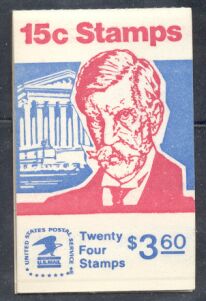 15c Stamps
UNITED STATES POSTAL SERVICE
U.S. MAIL
Twenty
Four
Stamps
$3.60